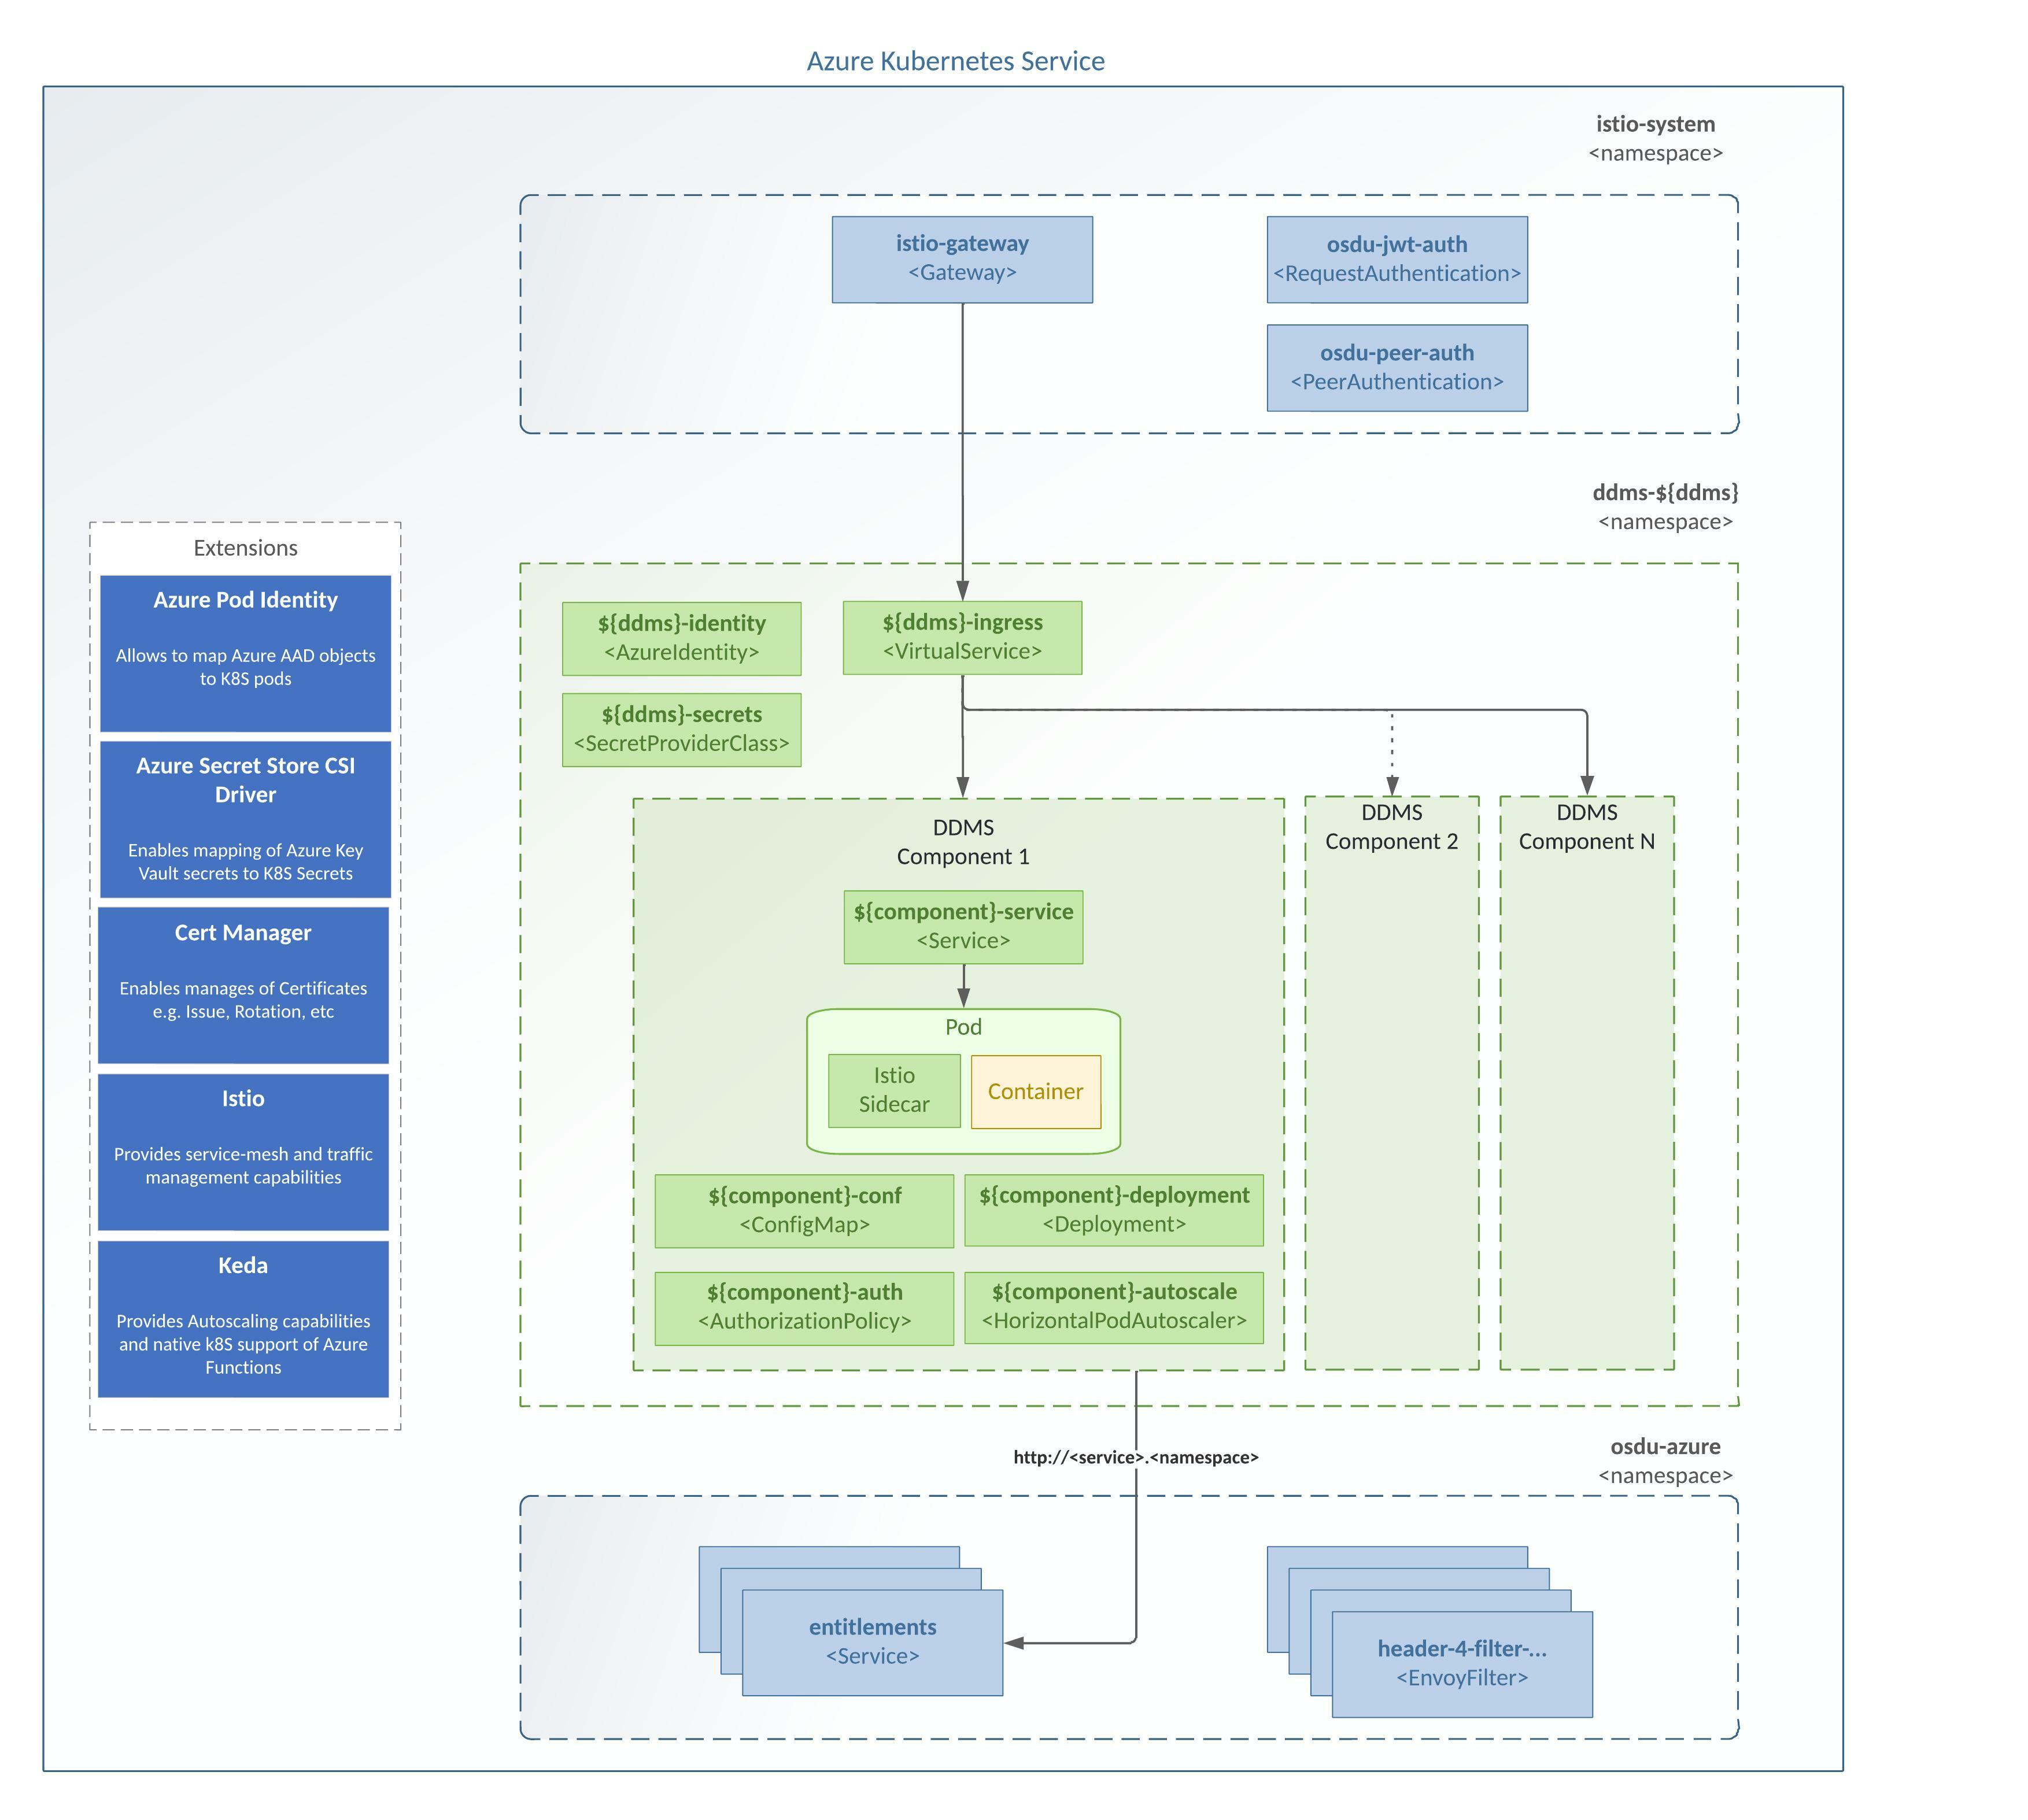 Azure Kubernetes Service
istio-system
<namespace>
istio-gateway
<Gateway>
osdu-jwt-auth
<RequestAuthentication>
osdu-peer-auth
<PeerAuthentication>
ddms-${ddms}
<namespace>
Extensions
Azure Pod Identity
Allows to map Azure AAD objects
to K8S pods
Azure Secret Store CSI
Driver
Enables mapping of Azure Key
Vault secrets to K8S Secrets
Cert Manager
Enables manages of Certificates
e.g. Issue, Rotation, etc
Istio
Provides service-mesh and traffic
management capabilities
Keda
Provides Autoscaling capabilities
and native k8S support of Azure
Functions
${ddms}-identity
<AzureIdentity>
${ddms}-ingress
<VirtualService>
${ddms}-secrets
<SecretProviderClass>
DDMS
Component 1
DDMS
Component 2
DDMS
Component N
${component}-service
<Service>
Pod
Istio
Sidecar
Container
${component}-conf
<ConfigMap>
${component}-deployment
<Deployment>
${component}-auth
<AuthorizationPolicy>
${component}-autoscale
<HorizontalPodAutoscaler>
http://<service>.<namespace>
osdu-azure
<namespace>
entitlements
<Service>
header-4-filter-...
<EnvoyFilter>